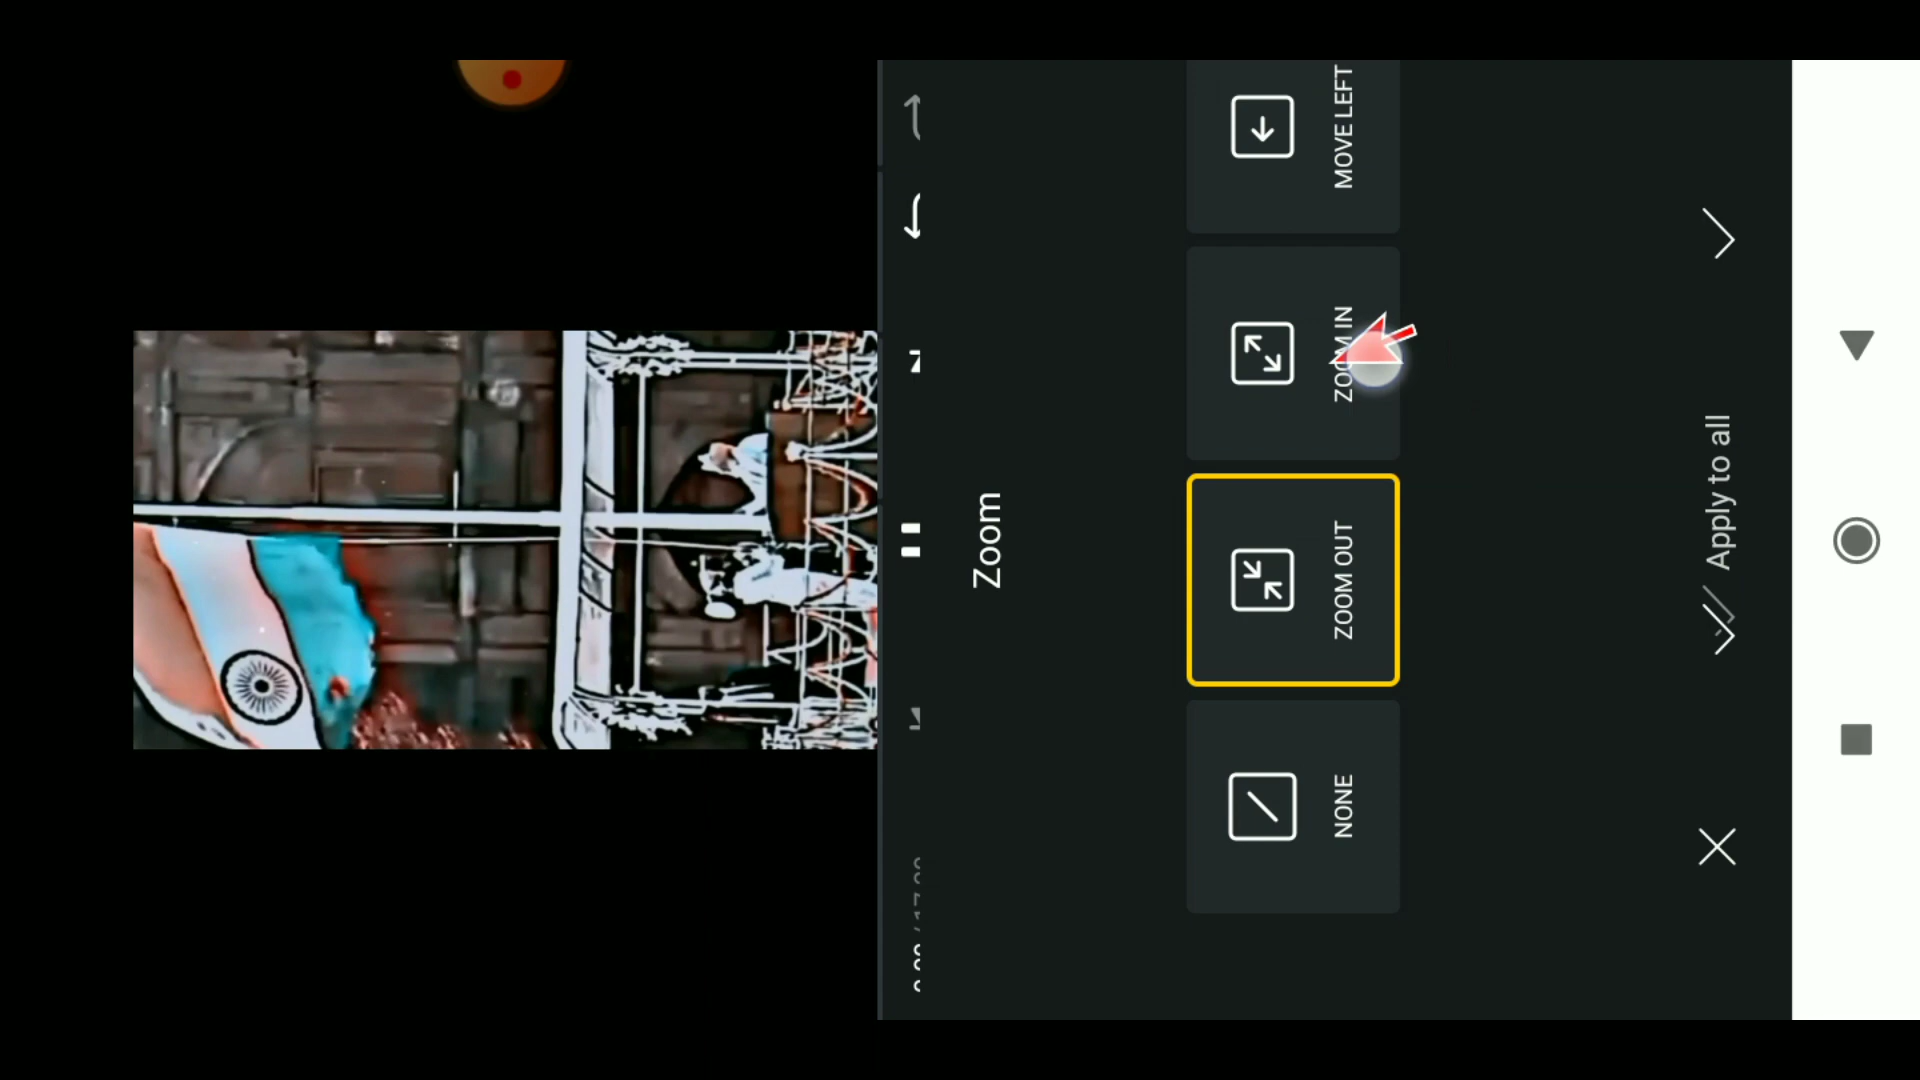 Zoom
NONE
ZOOM OUT
ZOOM IN
MOVE LEFT
Apply to all